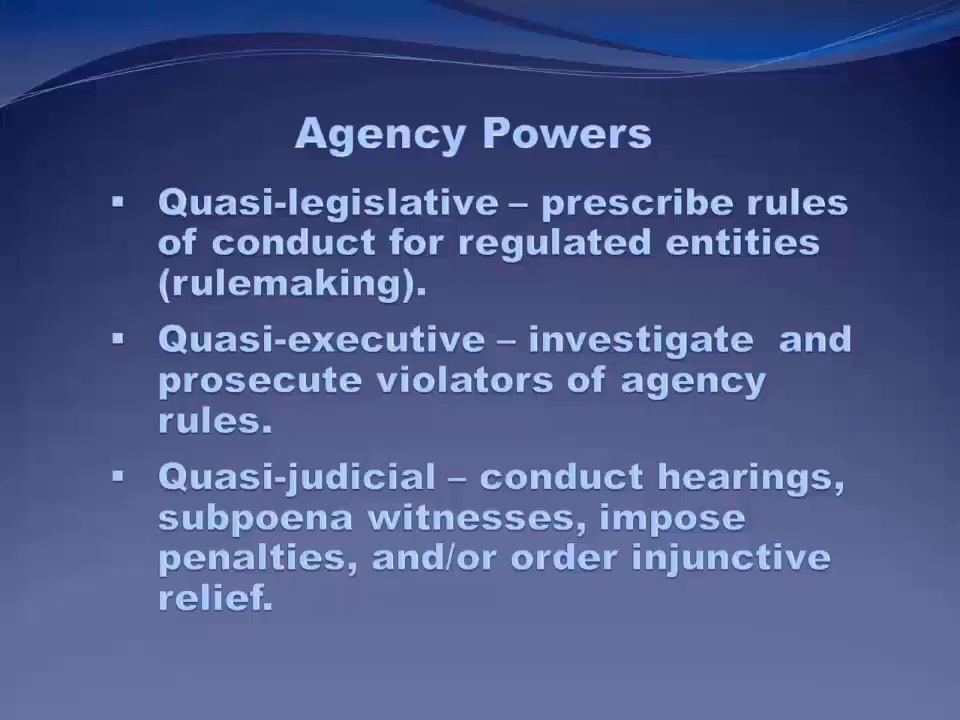 Agency Powers
▪ Quasi-legislative – prescribe rules
of conduct for regulated entities
(rulemaking).
▪ Quasi-executive – investigate  and
prosecute violators of agency
rules.
▪ Quasi-judicial – conduct hearings,
subpoena witnesses, impose
penalties, and/or order injunctive
relief.